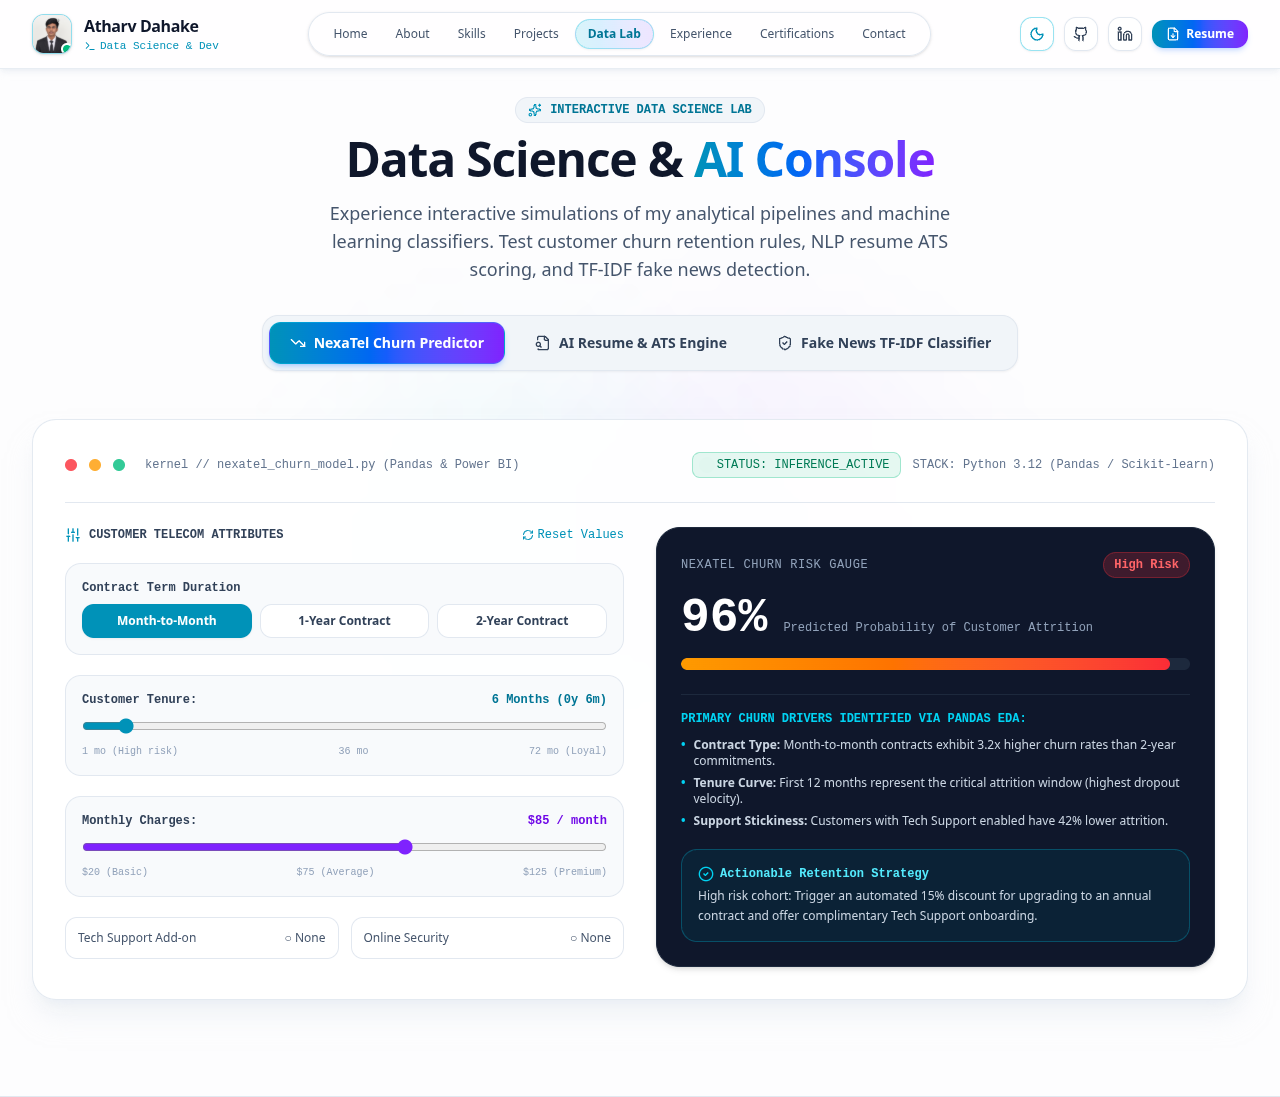 Atharv Dahake
Data Science & Dev
Home
About
Skills
Projects
Data Lab
Experience
Certifications
Contact
Resume
INTERACTIVE DATA SCIENCE LAB
Data Science & AI Console
Experience interactive simulations of my analytical pipelines and machine
learning classifiers. Test customer churn retention rules, NLP resume ATS
scoring, and TF-IDF fake news detection.
NexaTel Churn Predictor
AI Resume & ATS Engine
Fake News TF-IDF Classifier
kernel // nexatel_churn_model.py (Pandas & Power BI)
STATUS: INFERENCE_ACTIVE
STACK: Python 3.12 (Pandas / Scikit-learn)
CUSTOMER TELECOM ATTRIBUTES
Reset Values
Contract Term Duration
Month-to-Month
1-Year Contract
2-Year Contract
Customer Tenure:
6 Months (0y 6m)
1 mo (High risk)
36 mo
72 mo (Loyal)
Monthly Charges:
$85 / month
$20 (Basic)
$75 (Average)
$125 (Premium)
Tech Support Add-on
○ None
Online Security
○ None
NEXATEL CHURN RISK GAUGE
High Risk
96%
Predicted Probability of Customer Attrition
PRIMARY CHURN DRIVERS IDENTIFIED VIA PANDAS EDA:
• Contract Type: Month-to-month contracts exhibit 3.2x higher churn rates than 2-year
commitments.
• Tenure Curve: First 12 months represent the critical attrition window (highest dropout
velocity).
• Support Stickiness: Customers with Tech Support enabled have 42% lower attrition.
Actionable Retention Strategy
High risk cohort: Trigger an automated 15% discount for upgrading to an annual
contract and offer complimentary Tech Support onboarding.